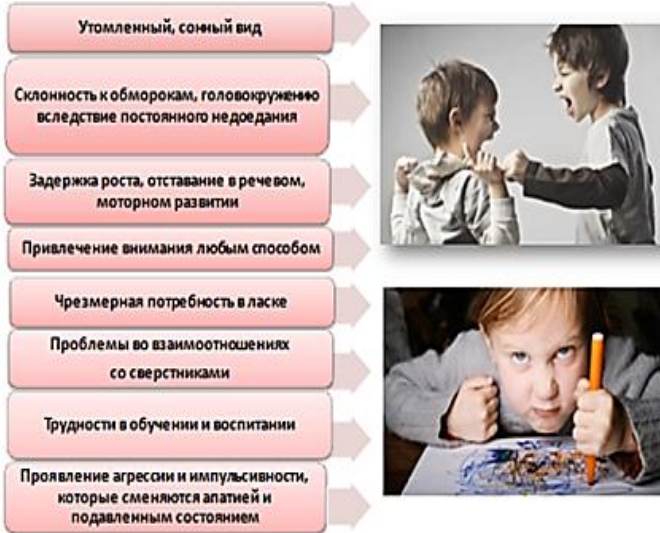 Утомленный, сонный вид
Склонность к обморокам, головокружению
вследствие постоянного недоедания
Задержка роста, отставание в речевом,
моторном развитии
Привлечение внимания любым способом
Чрезмерная потребность в ласке
Проблемы во взаимоотношениях
со сверстниками
Трудности в обучении и воспитании
Проявление агрессии и импульсивности,
которые сменяются апатией и
подавленным состоянием